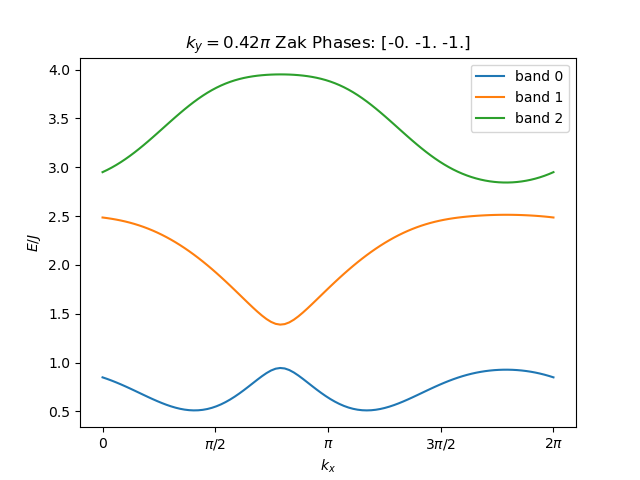 k_y = 0.42π Zak Phases: [-0. -1. -1.]
band 0
band 1
band 2
E/J
4.0
3.5
3.0
2.5
2.0
1.5
1.0
0.5
0 π/2 π 3π/2 2π
k_x